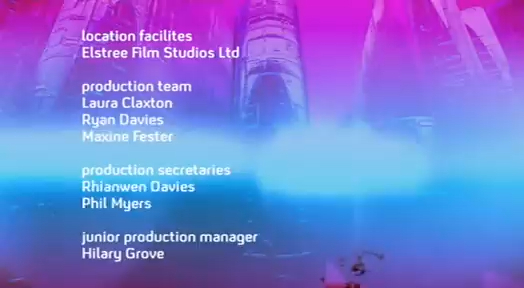 location facilites
Elstree Film Studios Ltd
production team
Laura Claxton
Ryan Davies
Maxine Fester
production secretaries
Rhianwen Davies
Phil Myers
junior production manager
Hilary Grove